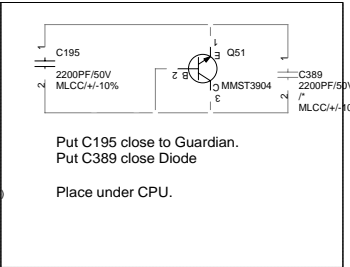 1
C195
2200PF/50V
2
MLCC/+/-10%
1
E
Q51
B 2
C
MMST3904
3
1
C389
2200PF/50V
2
/*
MLCC/+/-10
Put C195 close to Guardian.
Put C389 close Diode
Place under CPU.